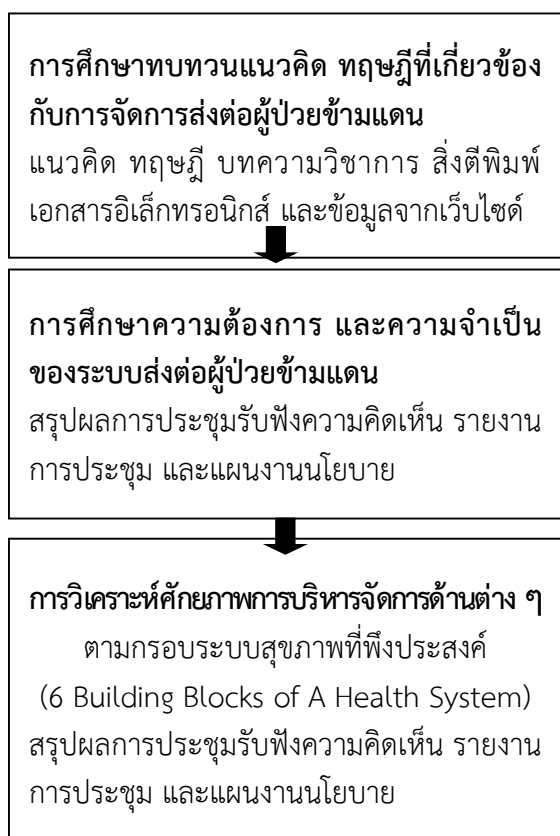 การศึกษาทบทวนแนวคิด ทฤษฎีที่เกี่ยวข้อง
กับการจัดการส่งต่อผู้ป่วยข้ามแดน
แนวคิด ทฤษฎี บทความวิชาการ สิ่งตีพิมพ์
เอกสารอิเล็กทรอนิกส์ และข้อมูลจากเว็บไซด์
การศึกษาความต้องการ และความจำเป็น
ของระบบส่งต่อผู้ป่วยข้ามแดน
สรุปผลการประชุมรับฟังความคิดเห็น รายงาน
การประชุม และแผนงานนโยบาย
การวิเคราะห์ศักยภาพการบริหารจัดการด้านต่าง ๆ
ตามกรอบระบบสุขภาพที่พึงประสงค์
(6 Building Blocks of A Health System)
สรุปผลการประชุมรับฟังความคิดเห็น รายงาน
การประชุม และแผนงานนโยบาย